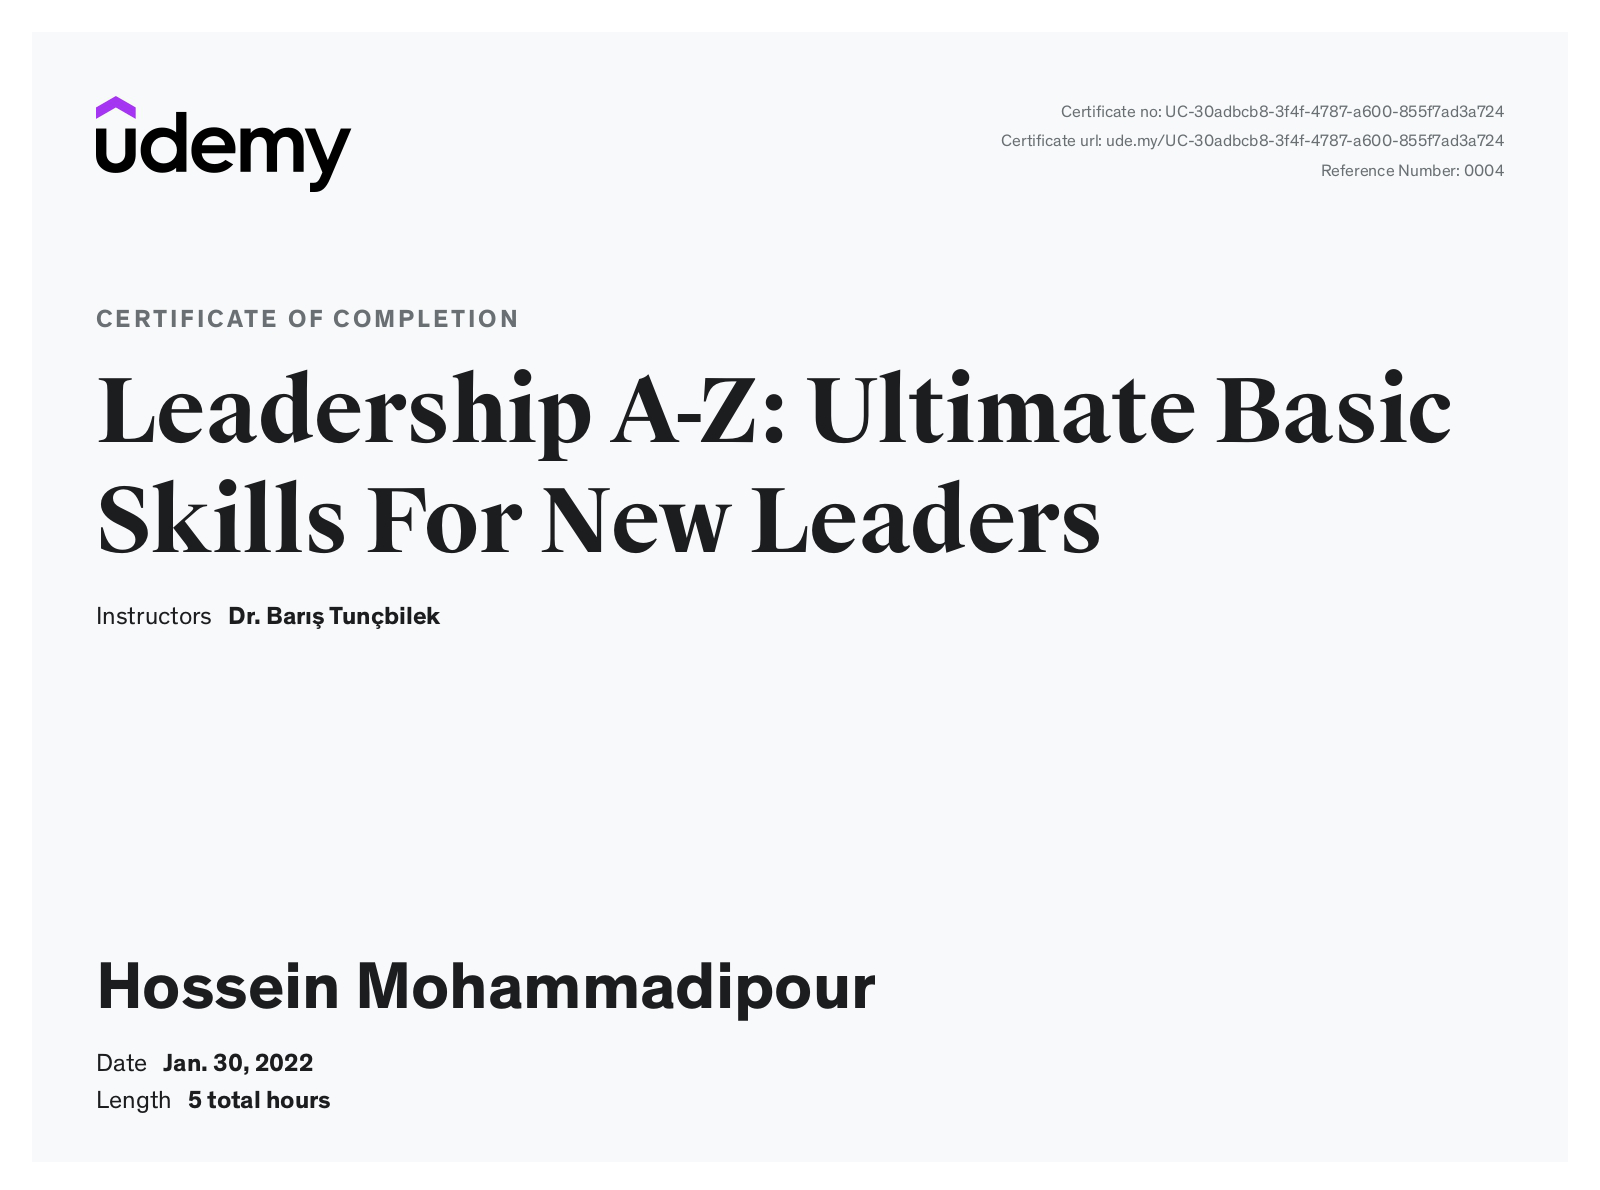 udemy
Certificate no: UC-30adbcb8-3f4f-4787-a600-855f7ad3a724
Certificate url: ude.my/UC-30adbcb8-3f4f-4787-a600-855f7ad3a724
Reference Number: 0004
CERTIFICATE OF COMPLETION
Leadership A-Z: Ultimate Basic
Skills For New Leaders
Instructors Dr. Barış Tunçbilek
Hossein Mohammadipour
Date Jan. 30, 2022
Length 5 total hours